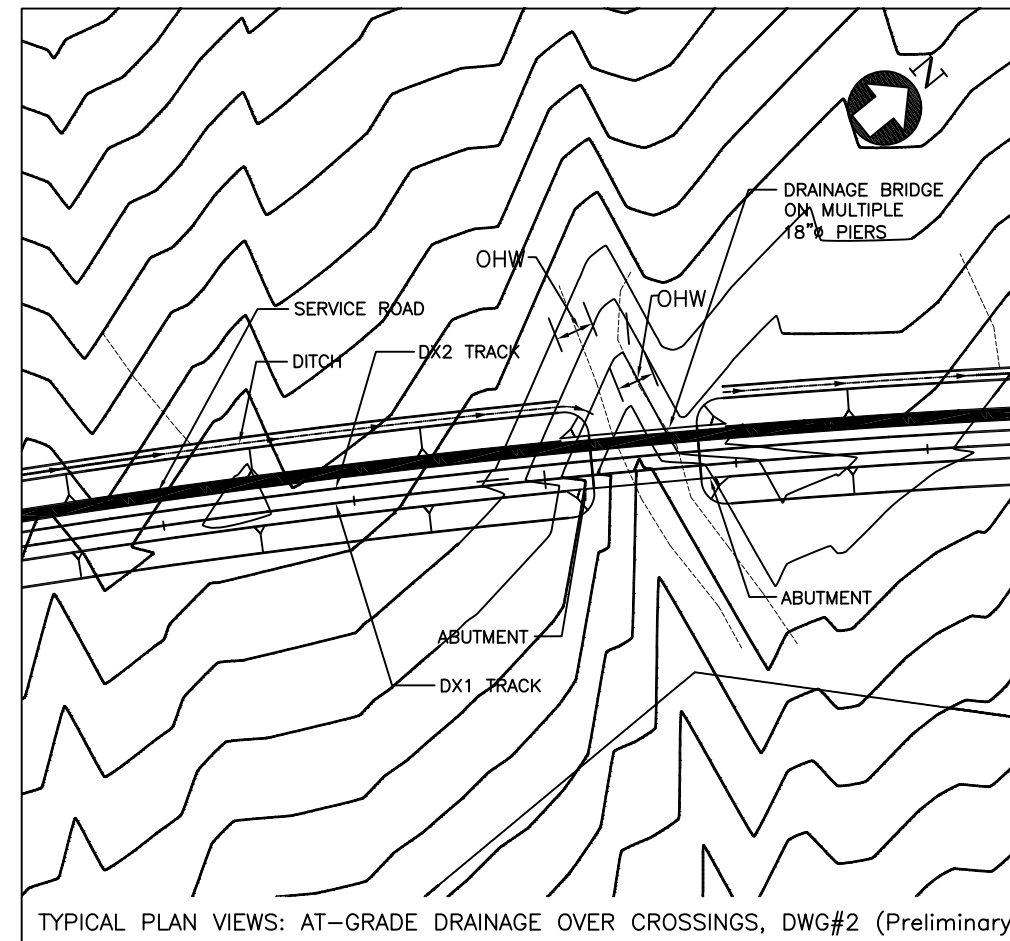 N
DRAINAGE BRIDGE
ON MULTIPLE
18"Ø PIERS
OHW
OHW
SERVICE ROAD
DX2 TRACK
DITCH
ABUTMENT
ABUTMENT
DX1 TRACK
TYPICAL PLAN VIEWS: AT-GRADE DRAINAGE OVER CROSSINGS, DWG#2 (Preliminary